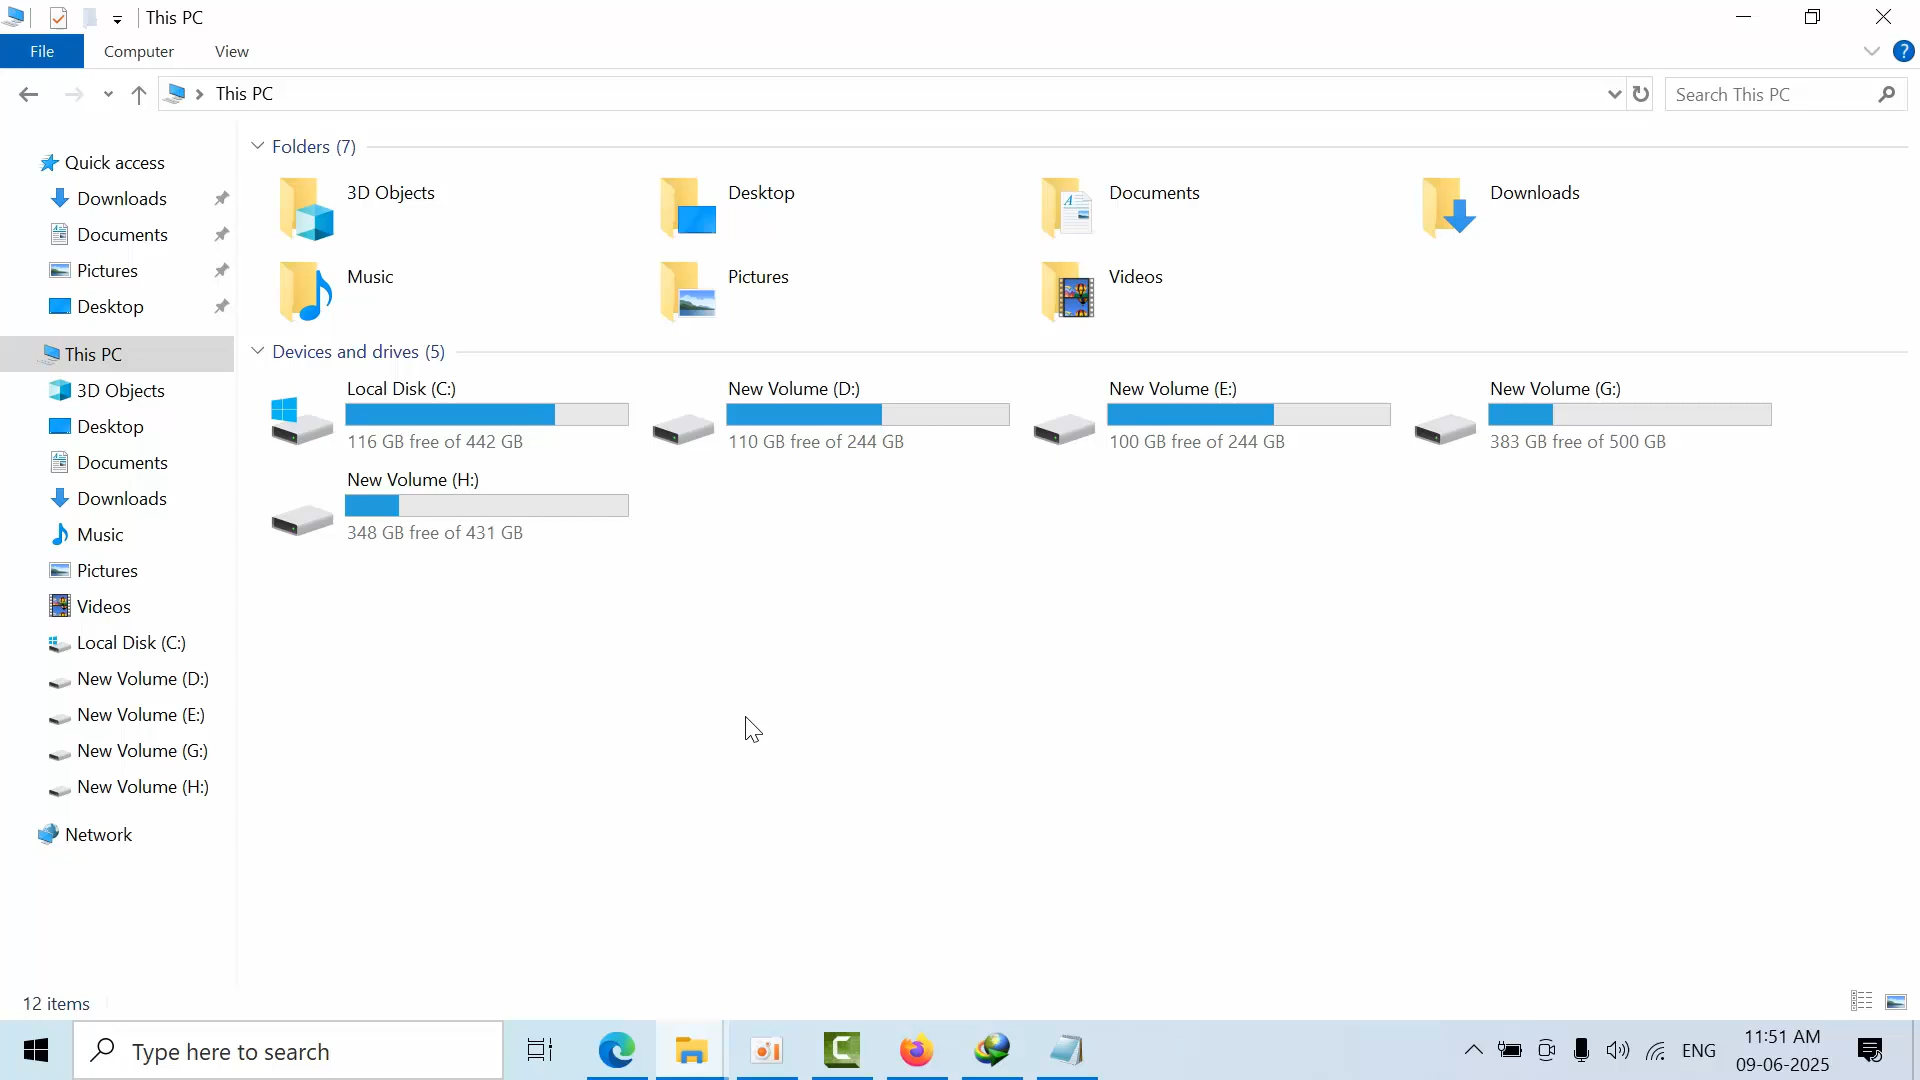 This PC
File
Computer
View
?
This PC
Search This PC
Quick access
Downloads
Documents
Pictures
Desktop
This PC
3D Objects
Desktop
Documents
Downloads
Music
Pictures
Videos
Local Disk (C:)
New Volume (D:)
New Volume (E:)
New Volume (G:)
New Volume (H:)
Network
Folders (7)
3D Objects
Desktop
Documents
Downloads
Music
Pictures
Videos
Devices and drives (5)
Local Disk (C:)
116 GB free of 442 GB
New Volume (D:)
110 GB free of 244 GB
New Volume (E:)
100 GB free of 244 GB
New Volume (G:)
383 GB free of 500 GB
New Volume (H:)
348 GB free of 431 GB
12 items
Type here to search
ENG
11:51 AM
09-06-2025